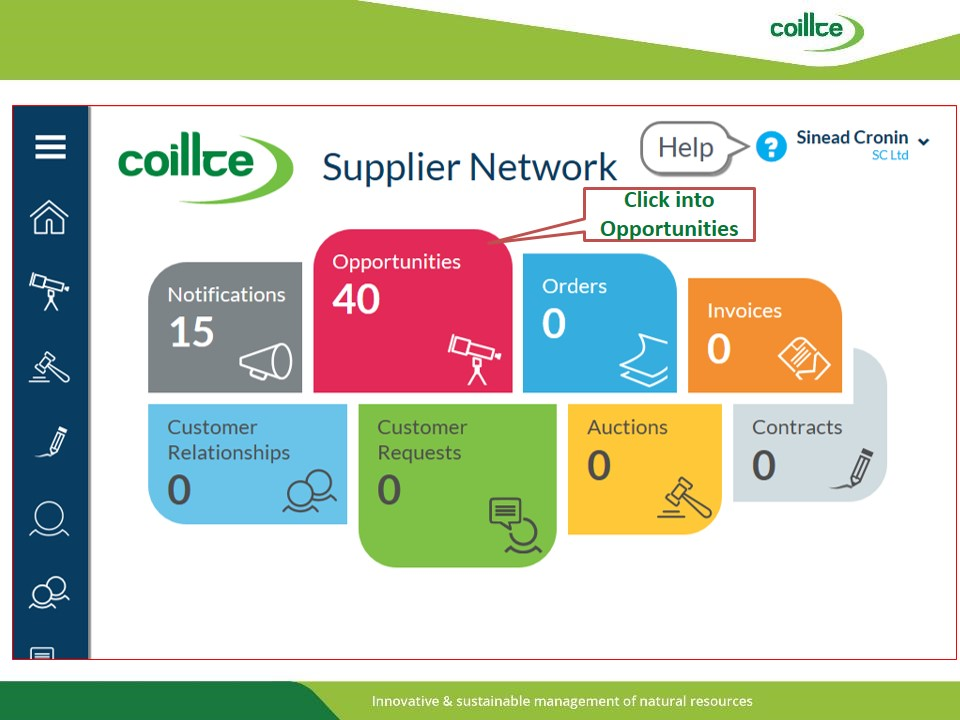 coillte
coillte
Supplier Network
Help
?
Sinead Cronin
SC Ltd
Click into
Opportunities
Notifications
15
Opportunities
40
Orders
0
Invoices
0
Customer
Relationships
0
Customer
Requests
0
Auctions
0
Contracts
0
Innovative & sustainable management of natural resources